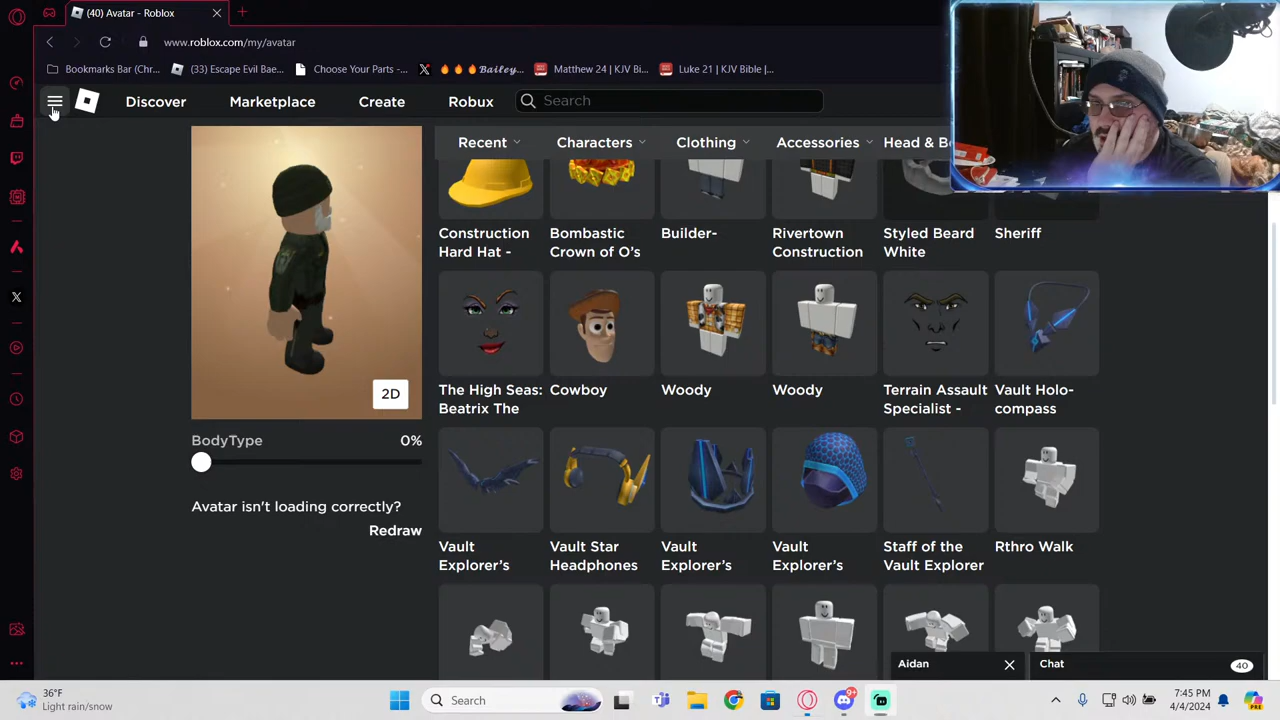 (40) Avatar - Roblox
www.roblox.com/my/avatar
Bookmarks Bar (Chr... (33) Escape Evil Bae... Choose Your Parts -... 🔥🔥🔥𝓑𝓪𝓲𝓵𝓮𝔂... Matthew 24 | KJV Bi... Luke 21 | KJV Bible |...
Discover Marketplace Create Robux Search
Recent Characters Clothing Accessories Head & B
2D
BodyType 0%
Avatar isn't loading correctly?
Redraw
Construction Hard Hat -
Bombastic Crown of O's
Builder-
Rivertown Construction
Styled Beard White
Sheriff
The High Seas: Beatrix The
Cowboy
Woody
Woody
Terrain Assault Specialist -
Vault Holo-compass
Vault Explorer's
Vault Star Headphones
Vault Explorer's
Vault Explorer's
Staff of the Vault Explorer
Rthro Walk
Aidan
Chat 40
36°F
Light rain/snow
Search
9+
7:45 PM
4/4/2024
PRE